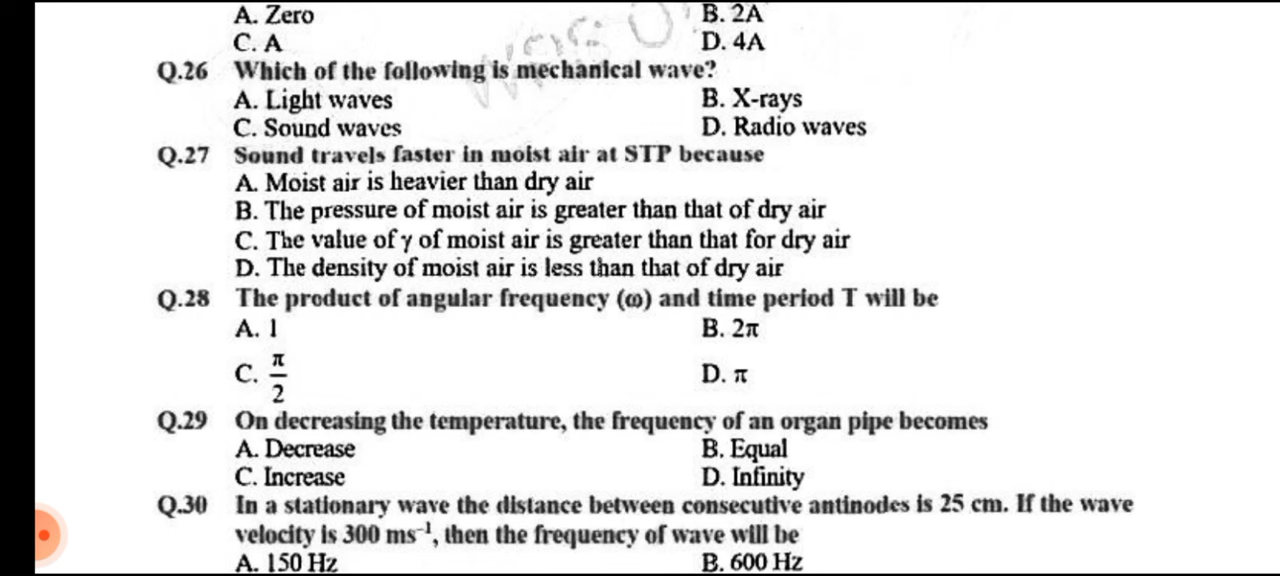 A. Zero B. 2A
C. A D. 4A
Q.26 Which of the following is mechanical wave?
A. Light waves B. X-rays
C. Sound waves D. Radio waves
Q.27 Sound travels faster in moist air at STP because
A. Moist air is heavier than dry air
B. The pressure of moist air is greater than that of dry air
C. The value of γ of moist air is greater than that for dry air
D. The density of moist air is less than that of dry air
Q.28 The product of angular frequency (ω) and time period T will be
A. 1 B. 2π
C. π/2 D. π
Q.29 On decreasing the temperature, the frequency of an organ pipe becomes
A. Decrease B. Equal
C. Increase D. Infinity
Q.30 In a stationary wave the distance between consecutive antinodes is 25 cm. If the wave
velocity is 300 ms⁻¹, then the frequency of wave will be
A. 150 Hz B. 600 Hz